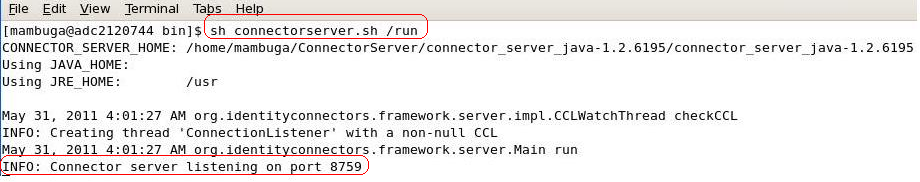 File Edit View Terminal Tabs Help
[mambuga@adc2120744 bin]$ sh connectorserver.sh /run
CONNECTOR_SERVER_HOME: /home/mambuga/ConnectorServer/connector_server_java-1.2.6195/connector_server_java-1.2.6195
Using JAVA_HOME:
Using JRE_HOME: /usr
May 31, 2011 4:01:27 AM org.identityconnectors.framework.server.impl.CCLWatchThread checkCCL
INFO: Creating thread 'ConnectionListener' with a non-null CCL
May 31, 2011 4:01:27 AM org.identityconnectors.framework.server.Main run
INFO: Connector server listening on port 8759